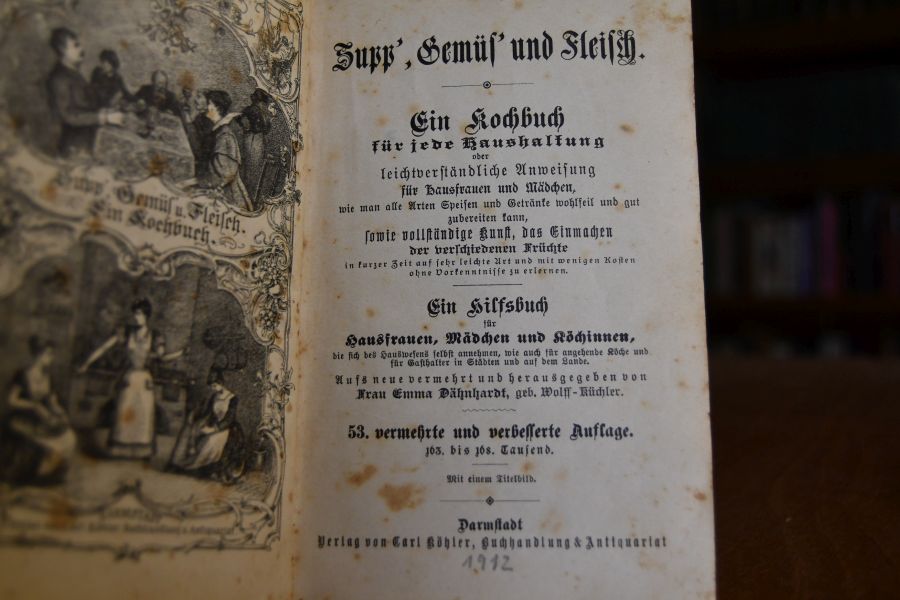 Supp' Gemüs u. Fleisch.
Ein Kochbuch.
DARMSTADT
Supp', Gemüs' und Fleisch.
Ein Kochbuch
für jede Haushaltung
oder
leichtverständliche Anweisung
für Hausfrauen und Mädchen,
wie man alle Arten Speisen und Getränke wohlfeil und gut
zubereiten kann,
sowie vollständige Kunst, das Einmachen
der verschiedenen Früchte
in kurzer Zeit auf sehr leichte Art und mit wenigen Kosten
ohne Vorkenntnisse zu erlernen.
Ein Hilfsbuch
für
Hausfrauen, Mädchen und Köchinnen,
die sich des Hauswesens selbst annehmen, wie auch für angehende Köche und
für Gasthalter in Städten und auf dem Lande.
Aufs neue vermehrt und herausgegeben von
Frau Emma Dähnhardt, geb. Wolff-Küchler.
53. vermehrte und verbesserte Auflage.
163. bis 168. Tausend.
Mit einem Titelbild.
Darmstadt
Verlag von Carl Köhler, Buchhandlung & Antiquariat
1912